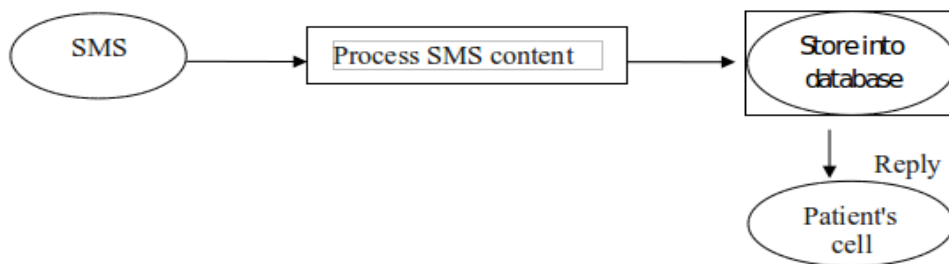 SMS
Process SMS content
Store into
database
Reply
Patient's
cell